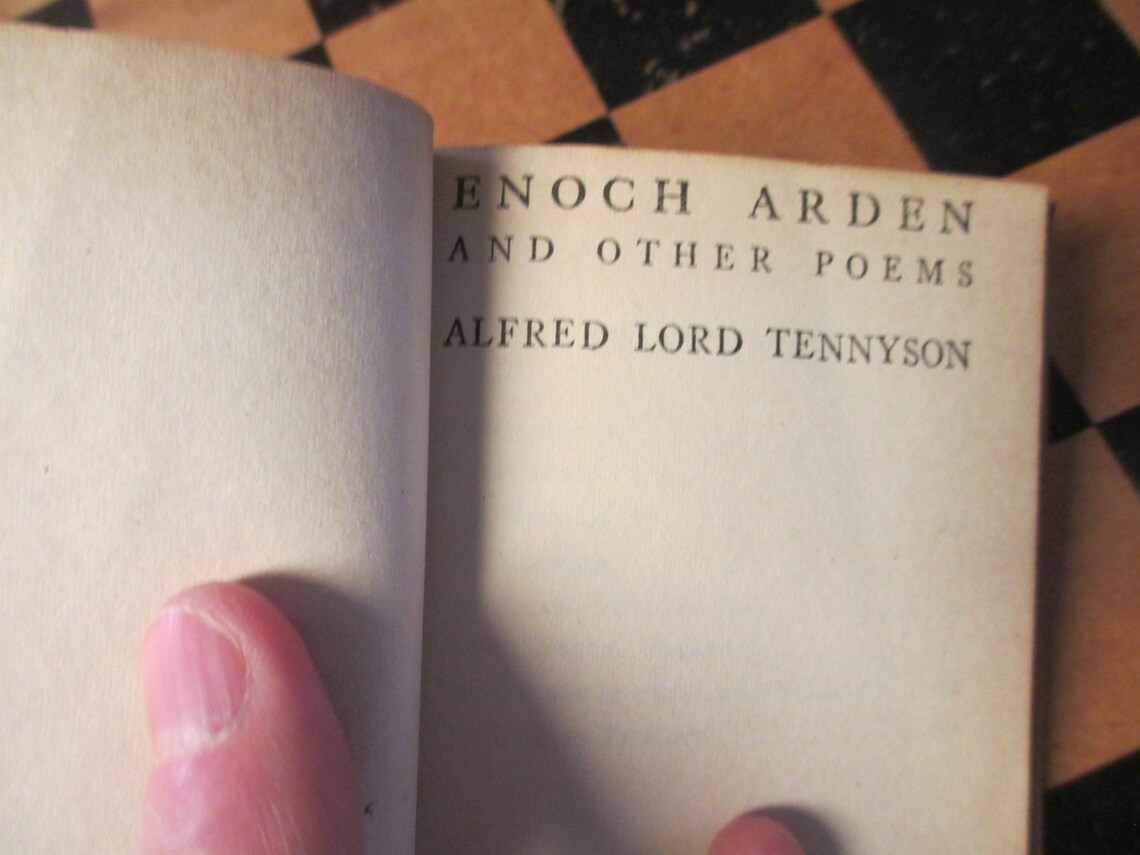 ENOCH ARDEN
AND OTHER POEMS
ALFRED LORD TENNYSON